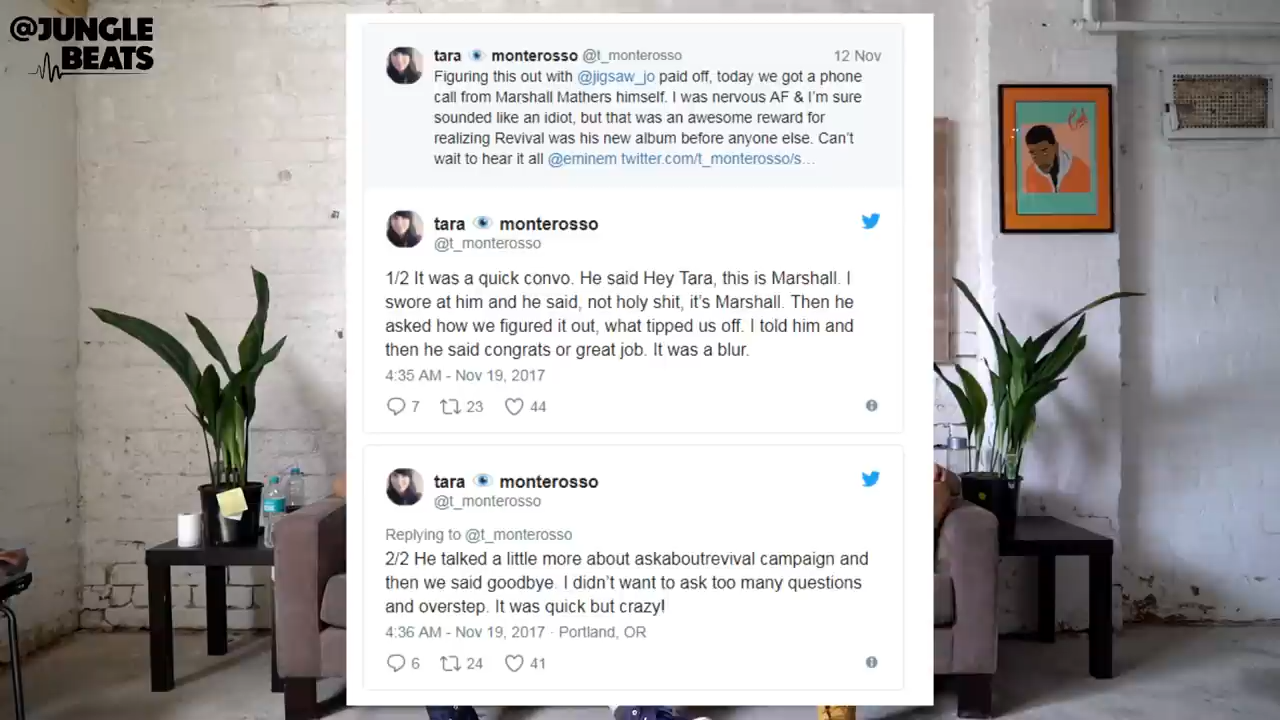 @JUNGLE
BEATS
tara 👁 monterosso @t_monterosso 12 Nov
Figuring this out with @jigsaw_jo paid off, today we got a phone
call from Marshall Mathers himself. I was nervous AF & I'm sure
sounded like an idiot, but that was an awesome reward for
realizing Revival was his new album before anyone else. Can't
wait to hear it all @eminem twitter.com/t_monterosso/s…
tara 👁 monterosso
@t_monterosso
1/2 It was a quick convo. He said Hey Tara, this is Marshall. I
swore at him and he said, not holy shit, it's Marshall. Then he
asked how we figured it out, what tipped us off. I told him and
then he said congrats or great job. It was a blur.
4:35 AM - Nov 19, 2017
7 23 44
tara 👁 monterosso
@t_monterosso
Replying to @t_monterosso
2/2 He talked a little more about askaboutrevival campaign and
then we said goodbye. I didn't want to ask too many questions
and overstep. It was quick but crazy!
4:36 AM - Nov 19, 2017 · Portland, OR
6 24 41